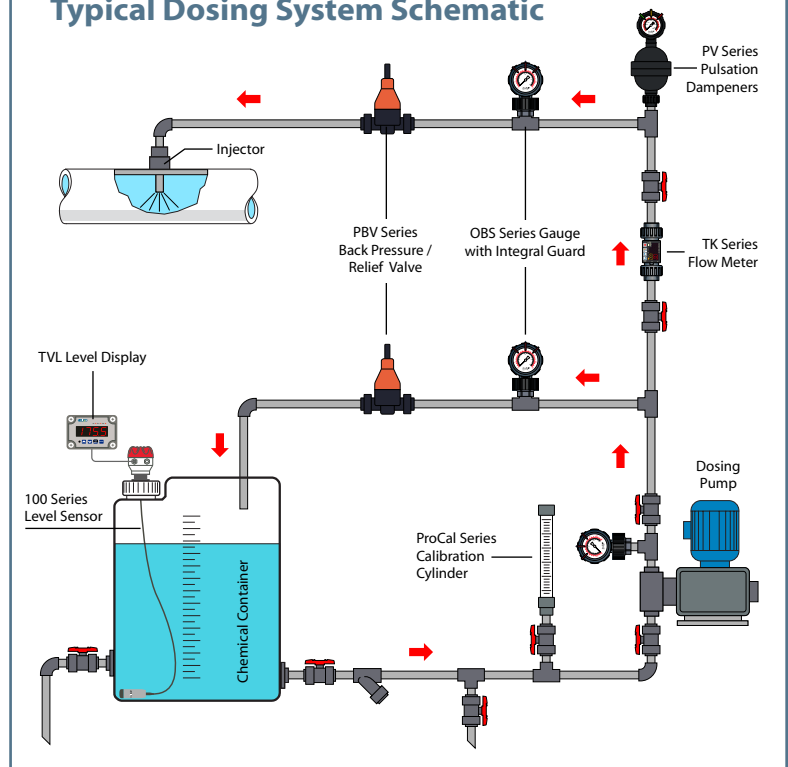 Typical Dosing System Schematic
PV Series
Pulsation
Dampeners
Injector
PBV Series
Back Pressure /
Relief Valve
OBS Series Gauge
with Integral Guard
TK Series
Flow Meter
TVL Level Display
100 Series
Level Sensor
Chemical Container
ProCal Series
Calibration
Cylinder
Dosing
Pump